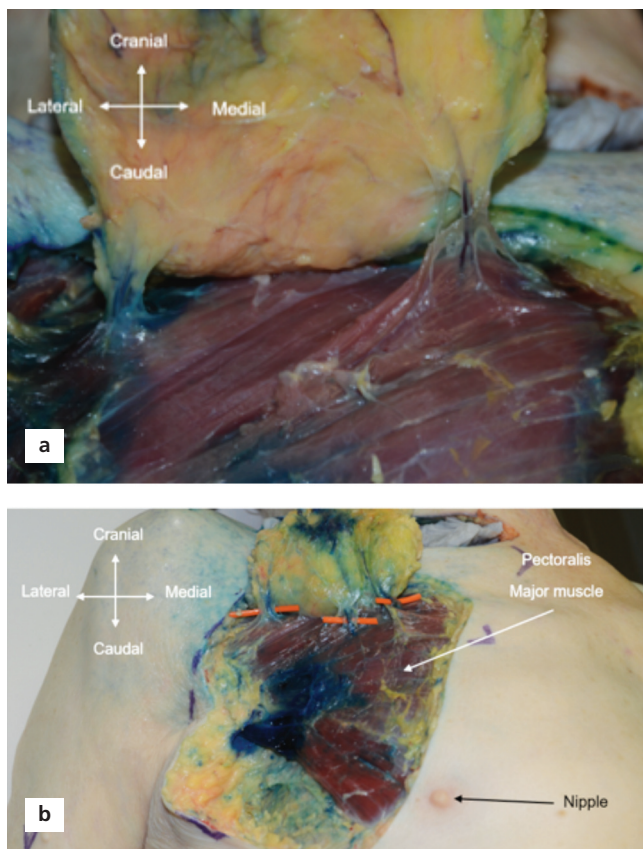 Cranial
Lateral
Medial
Caudal
a
Cranial
Pectoralis
Lateral
Medial
Major muscle
Caudal
Nipple
b